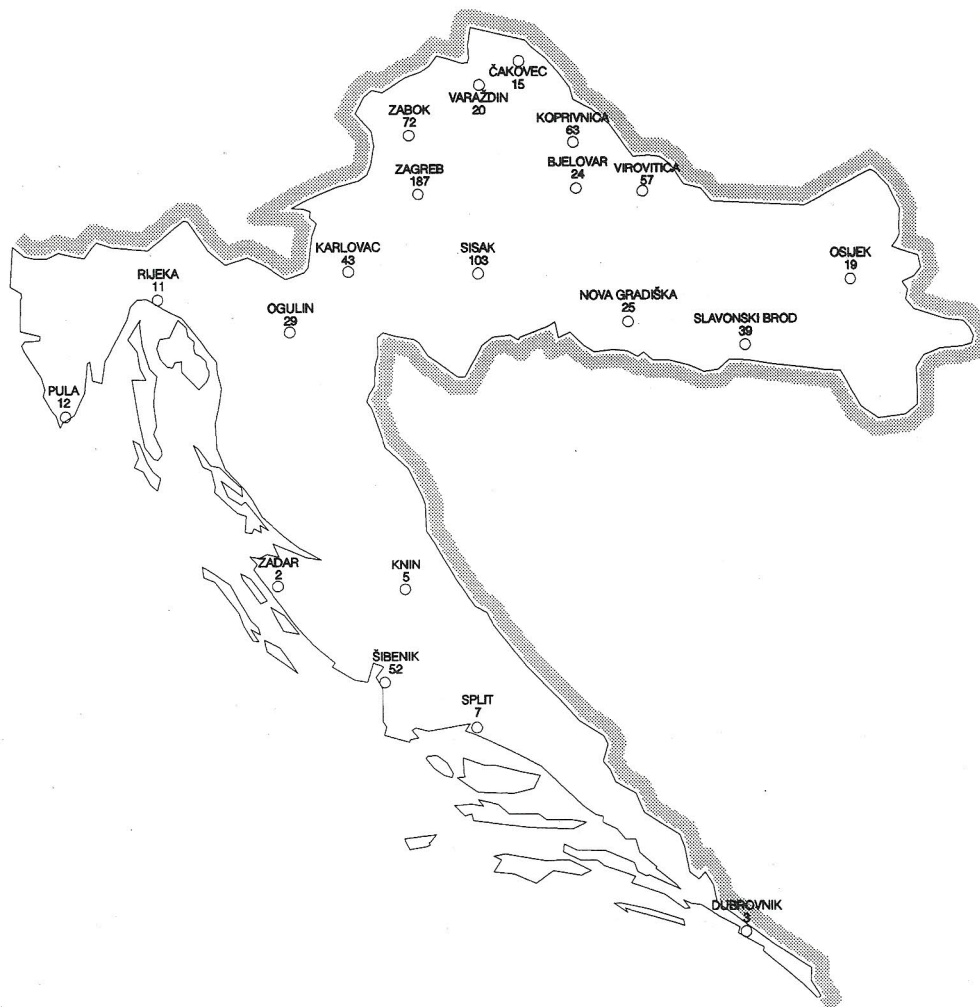 ČAKOVEC
15
VARAŽDIN
20
ZABOK
72
KOPRIVNICA
63
BJELOVAR
24
VIROVITICA
57
ZAGREB
187
KARLOVAC
43
SISAK
103
OSIJEK
19
RIJEKA
11
OGULIN
29
NOVA GRADIŠKA
25
SLAVONSKI BROD
39
PULA
12
ZADAR
2
KNIN
5
ŠIBENIK
52
SPLIT
7
DUBROVNIK
3